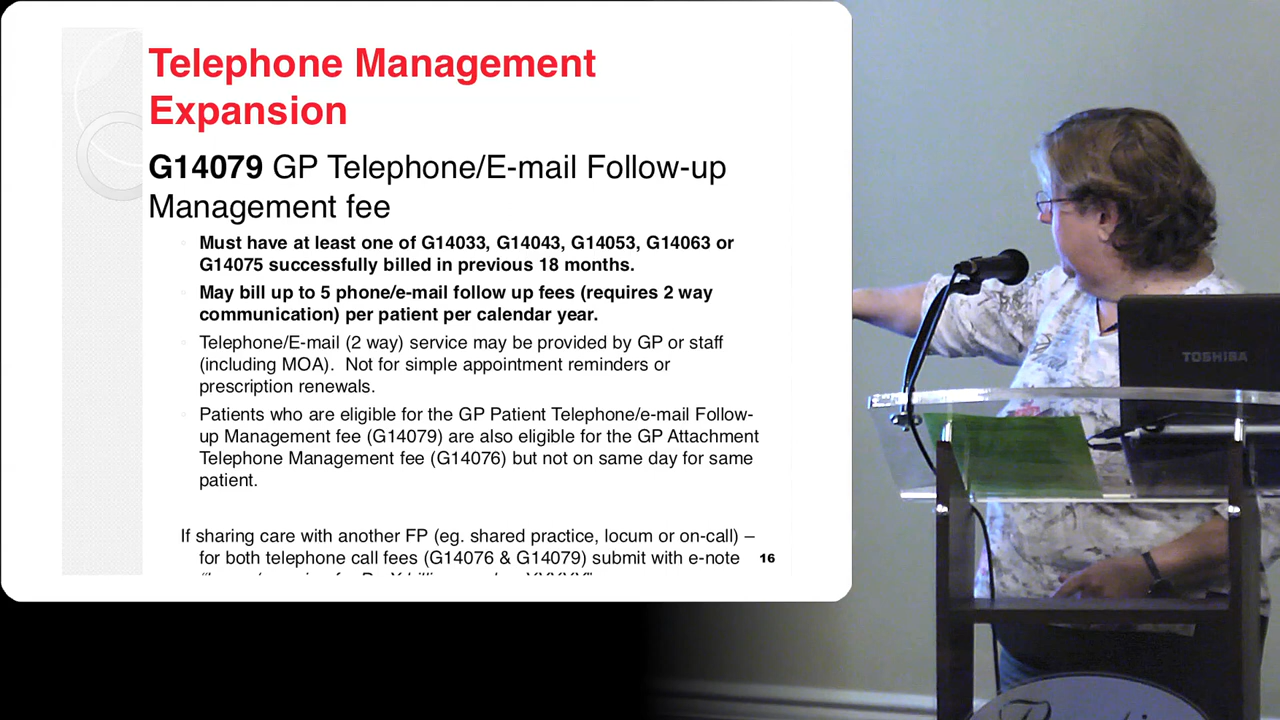 Telephone Management
Expansion
G14079 GP Telephone/E-mail Follow-up
Management fee
Must have at least one of G14033, G14043, G14053, G14063 or
G14075 successfully billed in previous 18 months.
May bill up to 5 phone/e-mail follow up fees (requires 2 way
communication) per patient per calendar year.
Telephone/E-mail (2 way) service may be provided by GP or staff
(including MOA).  Not for simple appointment reminders or
prescription renewals.
Patients who are eligible for the GP Patient Telephone/e-mail Follow-
up Management fee (G14079) are also eligible for the GP Attachment
Telephone Management fee (G14076) but not on same day for same
patient.
If sharing care with another FP (eg. shared practice, locum or on-call) –
for both telephone call fees (G14076 & G14079) submit with e-note
16
TOSHIBA